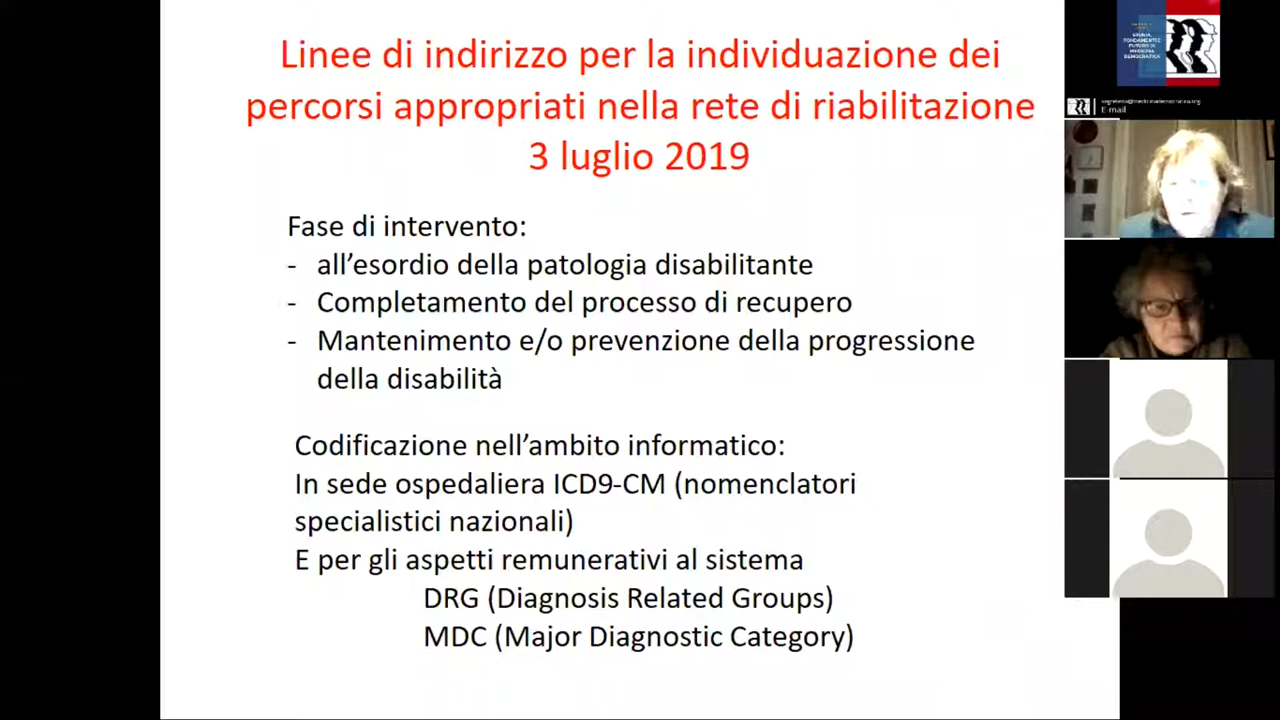 Linee di indirizzo per la individuazione dei
percorsi appropriati nella rete di riabilitazione
3 luglio 2019
Fase di intervento:
- all’esordio della patologia disabilitante
- Completamento del processo di recupero
- Mantenimento e/o prevenzione della progressione
della disabilità
Codificazione nell’ambito informatico:
In sede ospedaliera ICD9-CM (nomenclatori
specialistici nazionali)
E per gli aspetti remunerativi al sistema
DRG (Diagnosis Related Groups)
MDC (Major Diagnostic Category)
E-mail